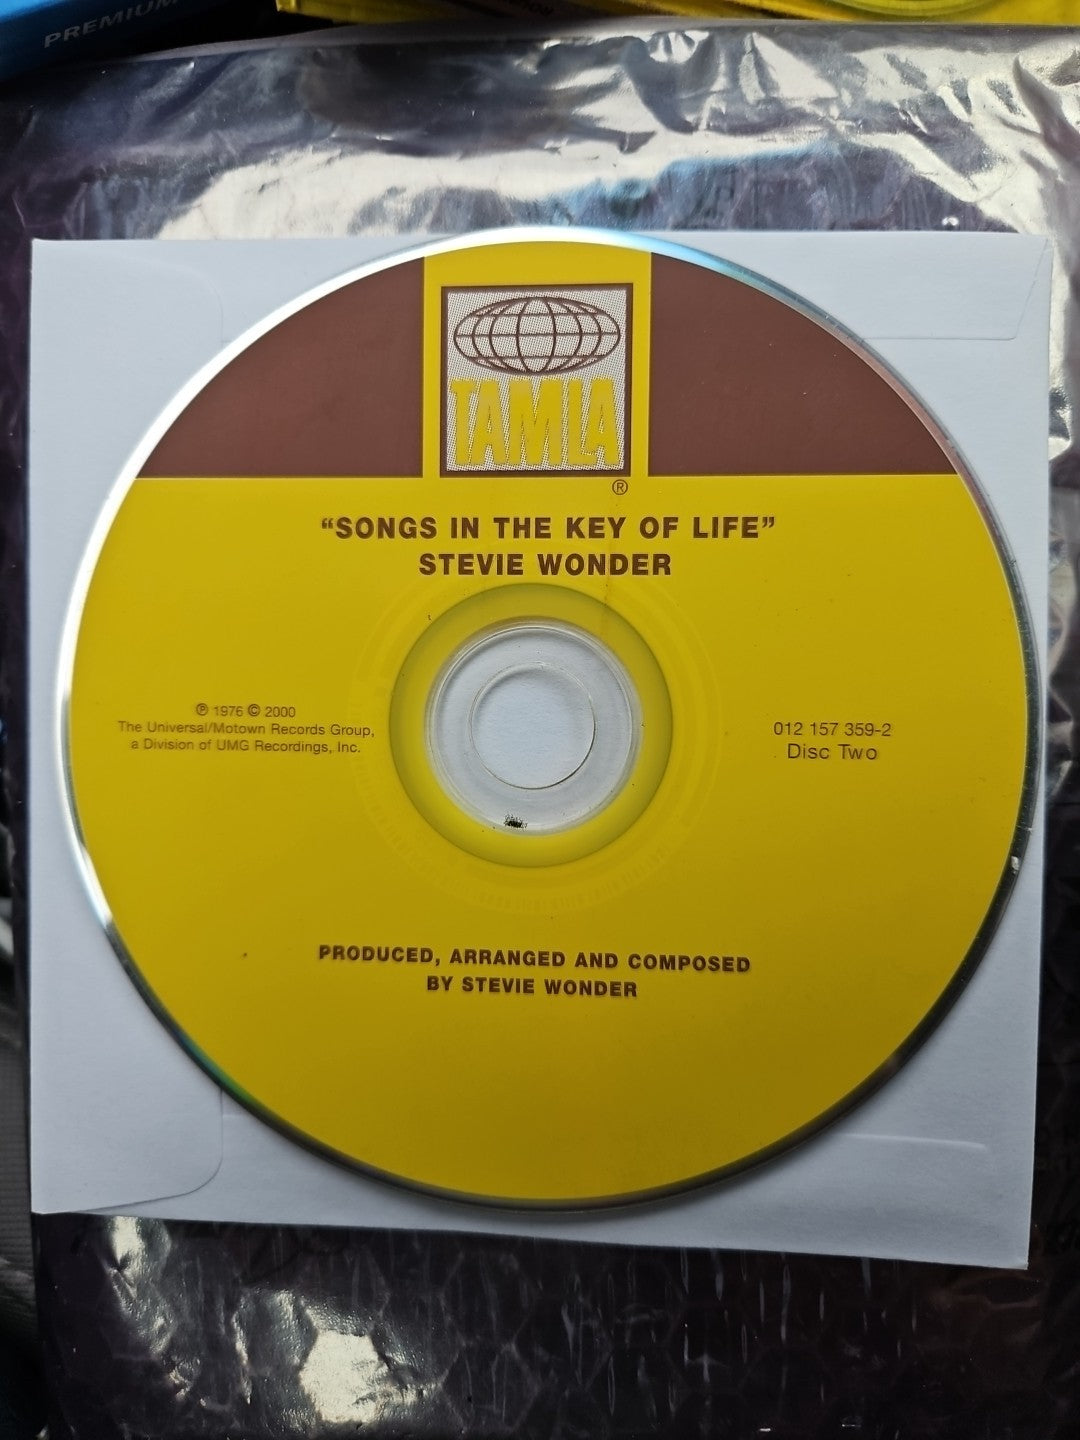 PREMIUM
TAMLA
®
“SONGS IN THE KEY OF LIFE”
STEVIE WONDER
℗ 1976 © 2000
The Universal/Motown Records Group,
a Division of UMG Recordings, Inc.
012 157 359-2
Disc Two
PRODUCED, ARRANGED AND COMPOSED
BY STEVIE WONDER